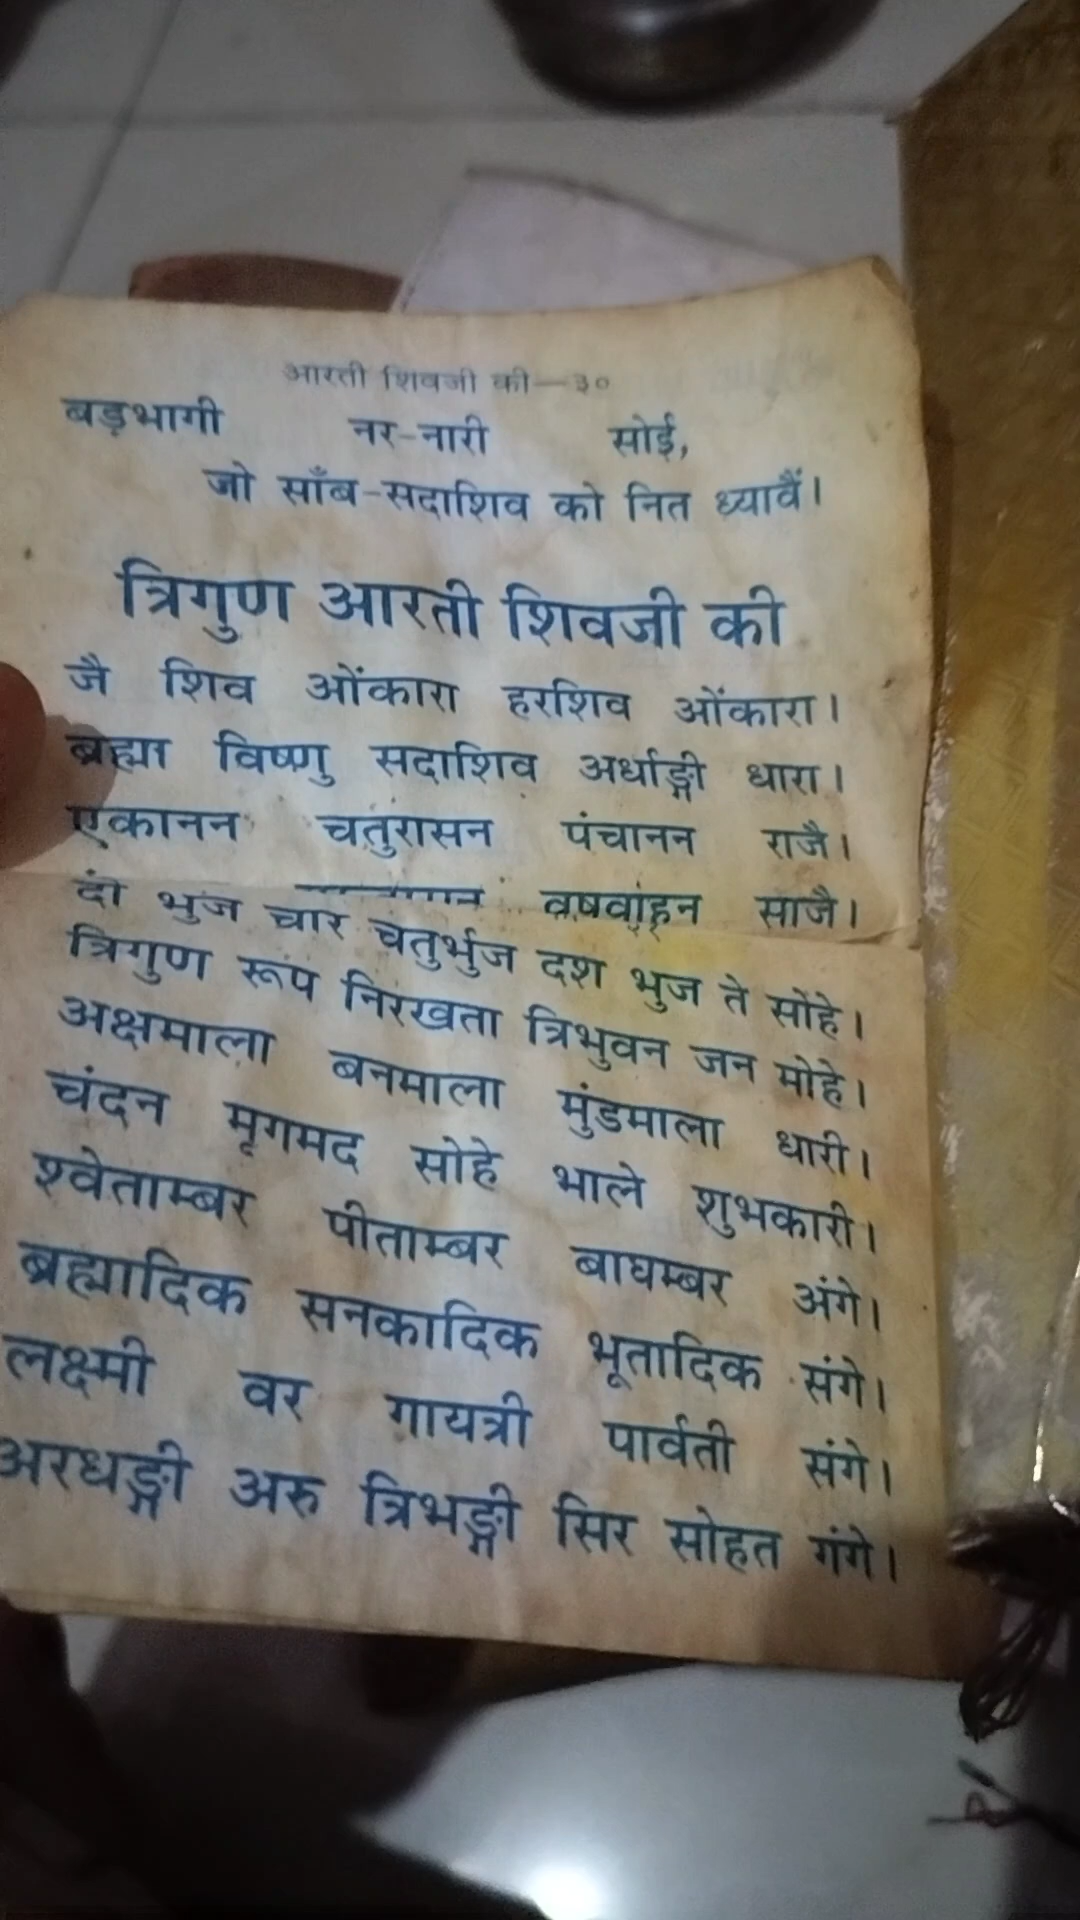 आरती शिवजी की—३०
बड़भागी नर-नारी सोई,
जो साँब-सदाशिव को नित ध्यावैं।
त्रिगुण आरती शिवजी की
जै शिव ओंकारा हरशिव ओंकारा।
ब्रह्मा विष्णु सदाशिव अर्धाङ्गी धारा।
एकानन चतुरासन पंचानन राजै।
वृषवाहन साजै।
दो भुज चार चतुर्भुज दश भुज ते सोहे।
त्रिगुण रूप निरखता त्रिभुवन जन मोहे।
अक्षमाला बनमाला मुंडमाला धारी।
चंदन मृगमद सोहे भाले शुभकारी।
श्वेताम्बर पीताम्बर बाघम्बर अंगे।
ब्रह्मादिक सनकादिक भूतादिक संगे।
लक्ष्मी वर गायत्री पार्वती संगे।
अरधङ्गी अरु त्रिभङ्गी सिर सोहत गंगे।